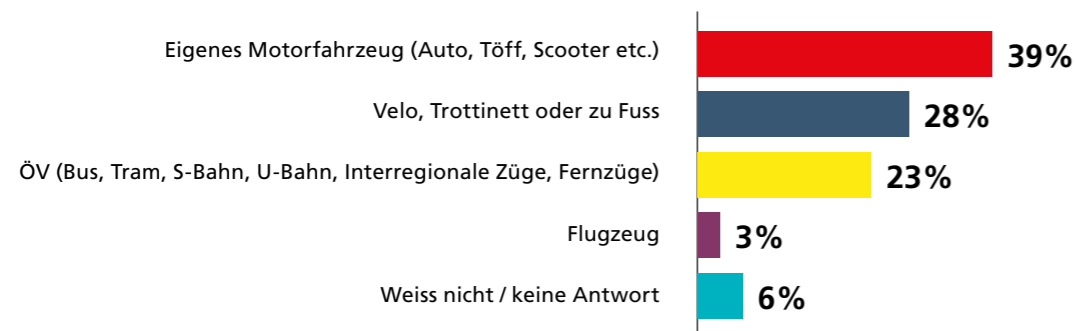 Eigenes Motorfahrzeug (Auto, Töff, Scooter etc.) 39%
Velo, Trottinett oder zu Fuss 28%
ÖV (Bus, Tram, S-Bahn, U-Bahn, Interregionale Züge, Fernzüge) 23%
Flugzeug 3%
Weiss nicht / keine Antwort 6%